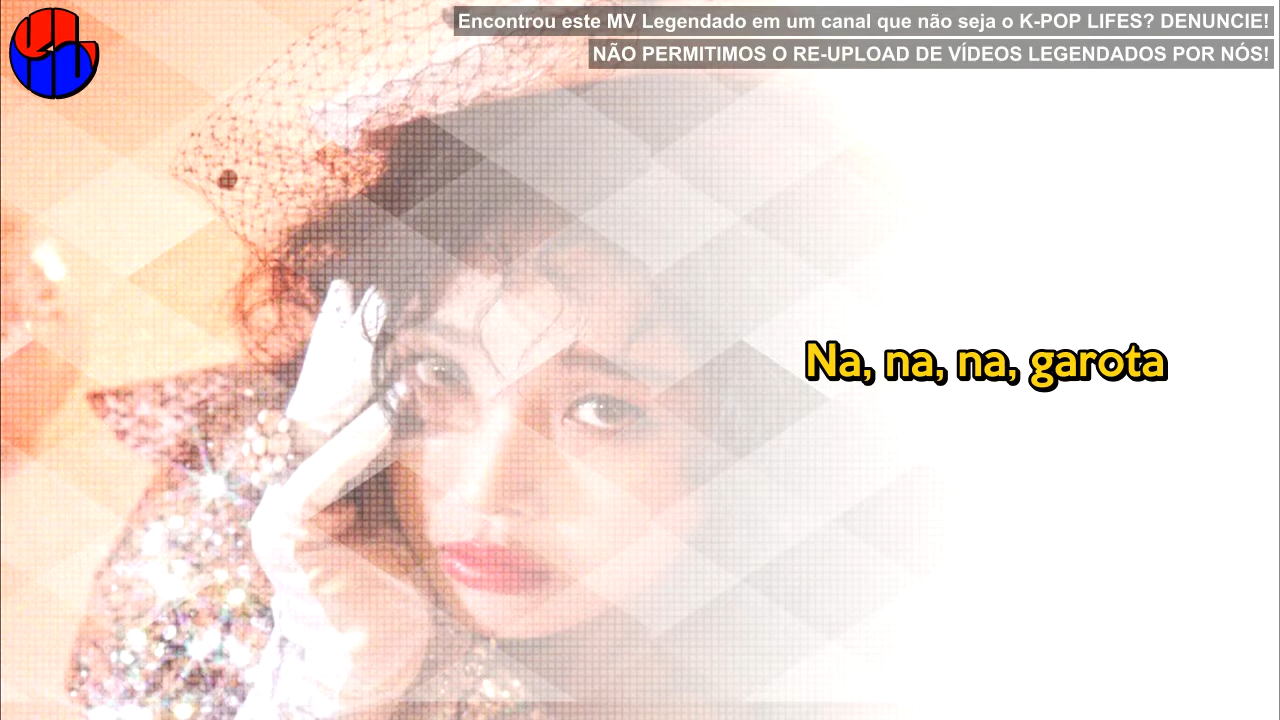 Encontrou este MV Legendado em um canal que não seja o K-POP LIFES? DENUNCIE!
NÃO PERMITIMOS O RE-UPLOAD DE VÍDEOS LEGENDADOS POR NÓS!
Na, na, na, garota